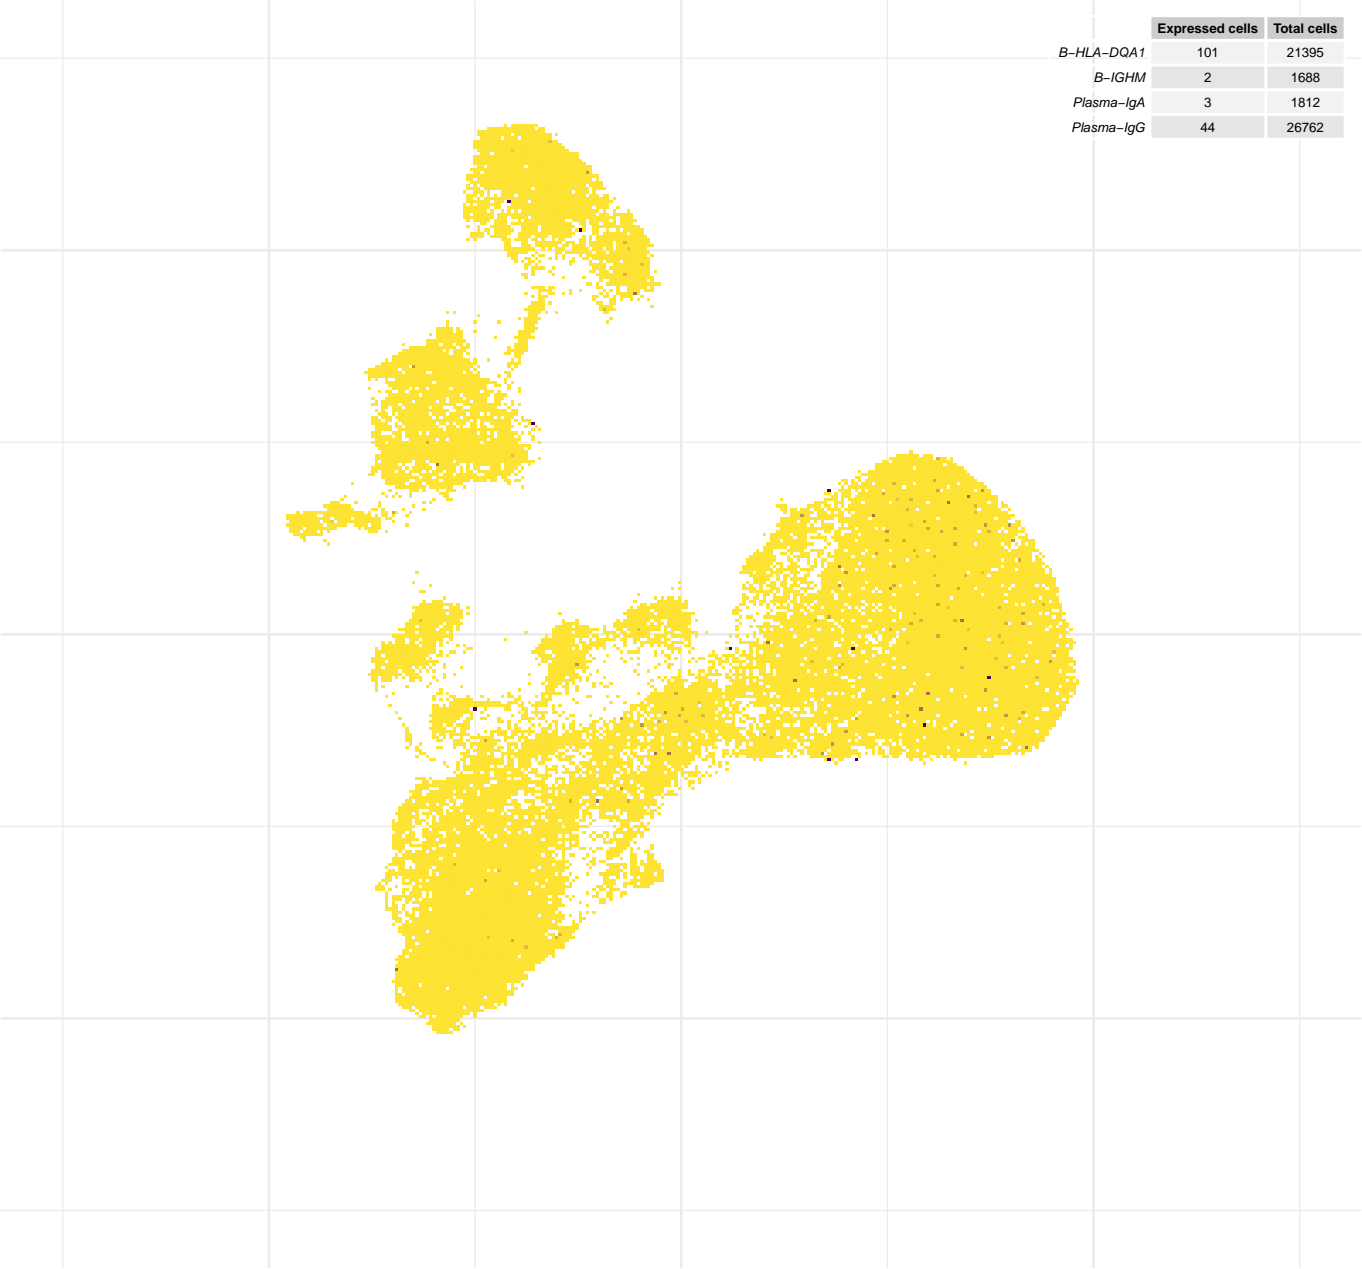 Expressed cells Total cells
B−HLA−DQA1 101 21395
B−IGHM 2 1688
Plasma−IgA 3 1812
Plasma−IgG 44 26762